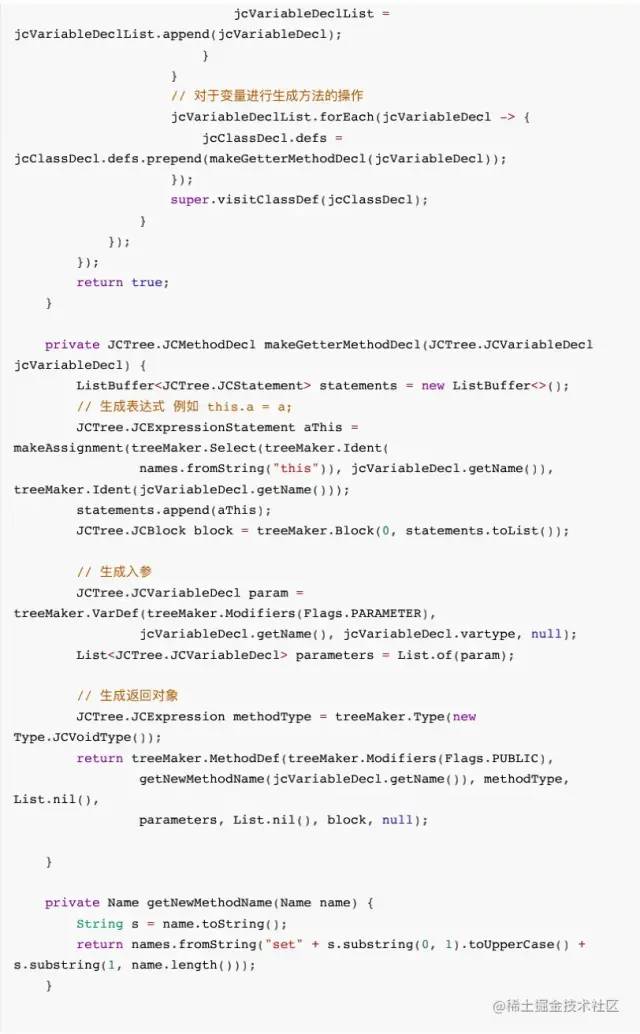 jcVariableDeclList =
jcVariableDeclList.append(jcVariableDecl);
}
}
// 对于变量进行生成方法的操作
jcVariableDeclList.forEach(jcVariableDecl -> {
jcClassDecl.defs =
jcClassDecl.defs.prepend(makeGetterMethodDecl(jcVariableDecl));
});
super.visitClassDef(jcClassDecl);
}
});
});
return true;
}
private JCTree.JCMethodDecl makeGetterMethodDecl(JCTree.JCVariableDecl
jcVariableDecl) {
ListBuffer<JCTree.JCStatement> statements = new ListBuffer<>();
// 生成表达式 例如 this.a = a;
JCTree.JCExpressionStatement aThis =
makeAssignment(treeMaker.Select(treeMaker.Ident(
names.fromString("this")), jcVariableDecl.getName()),
treeMaker.Ident(jcVariableDecl.getName()));
statements.append(aThis);
JCTree.JCBlock block = treeMaker.Block(0, statements.toList());
// 生成入参
JCTree.JCVariableDecl param =
treeMaker.VarDef(treeMaker.Modifiers(Flags.PARAMETER),
jcVariableDecl.getName(), jcVariableDecl.vartype, null);
List<JCTree.JCVariableDecl> parameters = List.of(param);
// 生成返回对象
JCTree.JCExpression methodType = treeMaker.Type(new
Type.JCVoidType());
return treeMaker.MethodDef(treeMaker.Modifiers(Flags.PUBLIC),
getNewMethodName(jcVariableDecl.getName()), methodType,
List.nil(),
parameters, List.nil(), block, null);
}
private Name getNewMethodName(Name name) {
String s = name.toString();
return names.fromString("set" + s.substring(0, 1).toUpperCase() +
s.substring(1, name.length()));
}
@稀土掘金技术社区